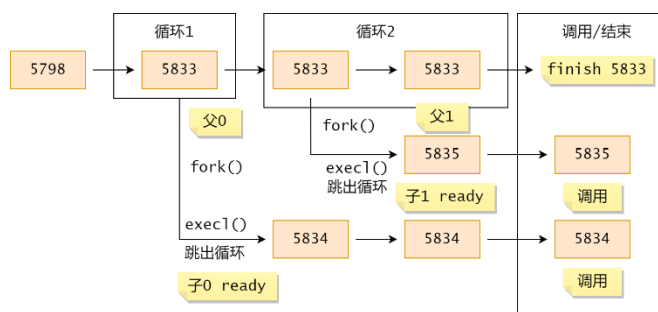 循环1
循环2
调用/结束
5798
5833
5833
5833
finish 5833
父0
父1
fork()
fork()
5835
5835
execl()
跳出循环
子1 ready
调用
execl()
跳出循环
5834
5834
5834
子0 ready
调用